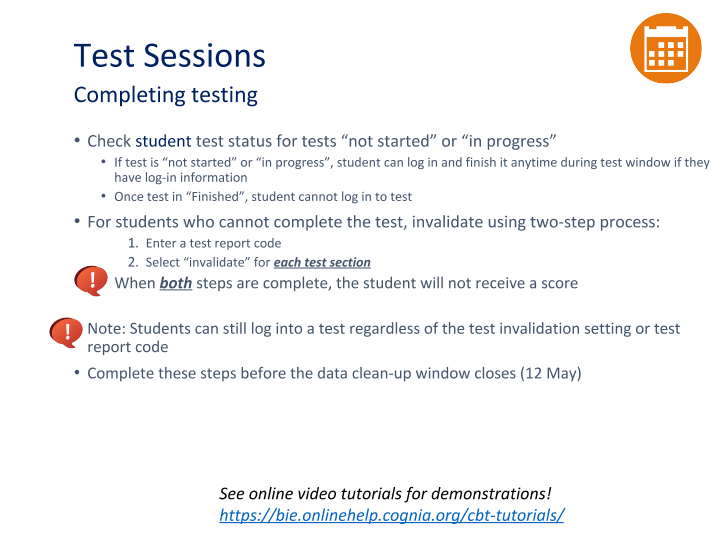 Test Sessions
Completing testing
• Check student test status for tests “not started” or “in progress”
• If test is “not started” or “in progress”, student can log in and finish it anytime during test window if they
have log-in information
• Once test in “Finished”, student cannot log in to test
• For students who cannot complete the test, invalidate using two-step process:
1. Enter a test report code
2. Select “invalidate” for each test section
When both steps are complete, the student will not receive a score
Note: Students can still log into a test regardless of the test invalidation setting or test
report code
• Complete these steps before the data clean-up window closes (12 May)
See online video tutorials for demonstrations!
https://bie.onlinehelp.cognia.org/cbt-tutorials/